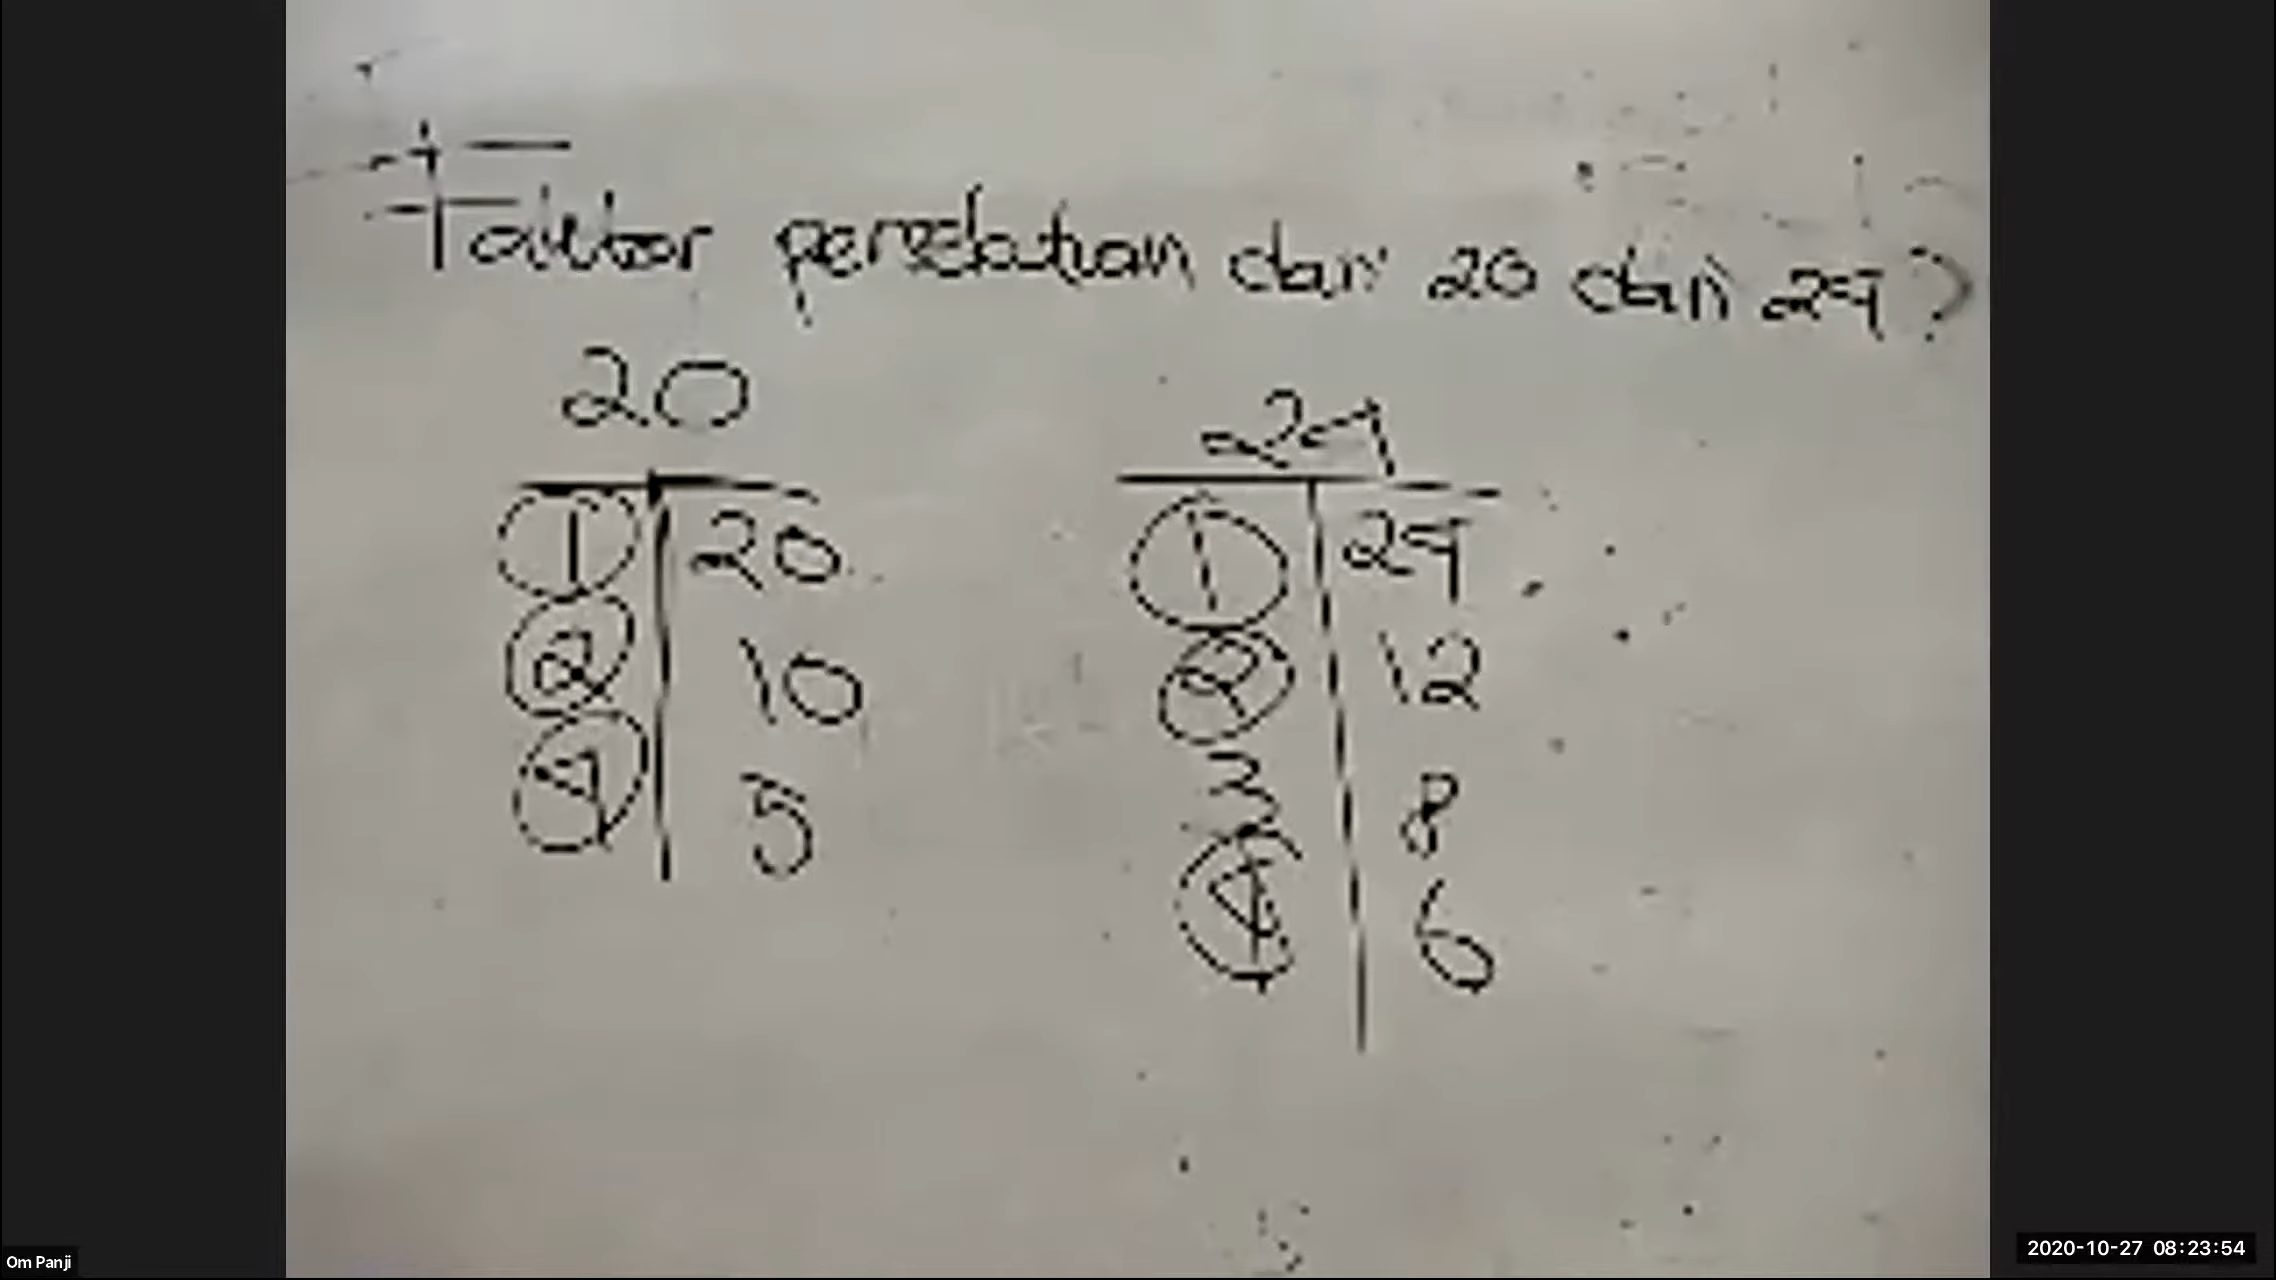 Faktor persekutuan dari 20 dan 24?
20 24
1 20 1 24
2 10 2 12
4 5 3 8
4 6
Om Panji
2020-10-27 08:23:54